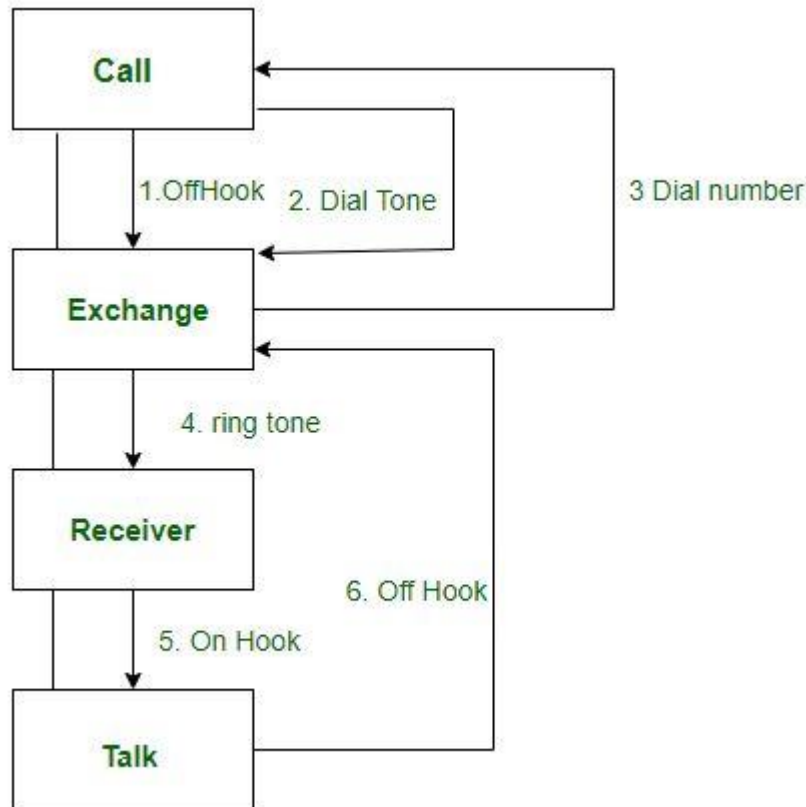 Call
1.OffHook
2. Dial Tone
3 Dial number
Exchange
4. ring tone
Receiver
6. Off Hook
5. On Hook
Talk